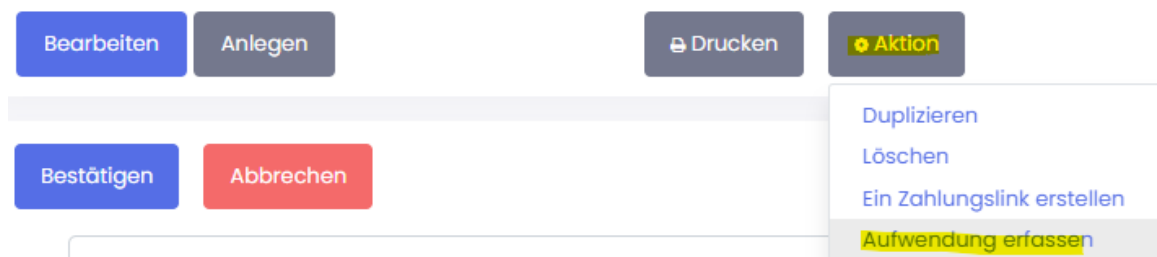 Bearbeiten Anlegen Drucken Aktion
Duplizieren
Löschen
Bestätigen Abbrechen
Ein Zahlungslink erstellen
Aufwendung erfassen